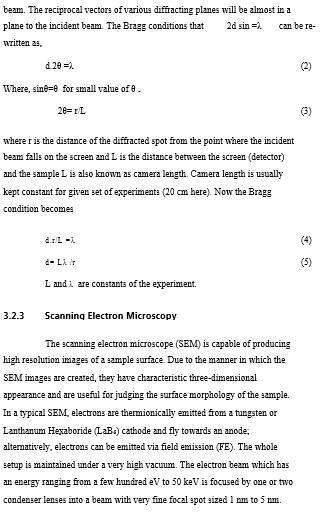 beam. The reciprocal vectors of various diffracting planes will be almost in a
plane to the incident beam. The Bragg conditions that 2d sin =λ can be re-
written as,
d.2θ =λ (2)
Where, sinθ=θ for small value of θ .
2θ= r/L (3)
where r is the distance of the diffracted spot from the point where the incident
beam falls on the screen and L is the distance between the screen (detector)
and the sample L is also known as camera length. Camera length is usually
kept constant for given set of experiments (20 cm here). Now the Bragg
condition becomes
d.r/L =λ (4)
d= Lλ /r (5)
L and λ are constants of the experiment.
3.2.3 Scanning Electron Microscopy
The scanning electron microscope (SEM) is capable of producing
high resolution images of a sample surface. Due to the manner in which the
SEM images are created, they have characteristic three-dimensional
appearance and are useful for judging the surface morphology of the sample.
In a typical SEM, electrons are thermionically emitted from a tungsten or
Lanthanum Hexaboride (LaB₆) cathode and fly towards an anode;
alternatively, electrons can be emitted via field emission (FE). The whole
setup is maintained under a very high vacuum. The electron beam which has
an energy ranging from a few hundred eV to 50 keV is focused by one or two
condenser lenses into a beam with very fine focal spot sized 1 nm to 5 nm.